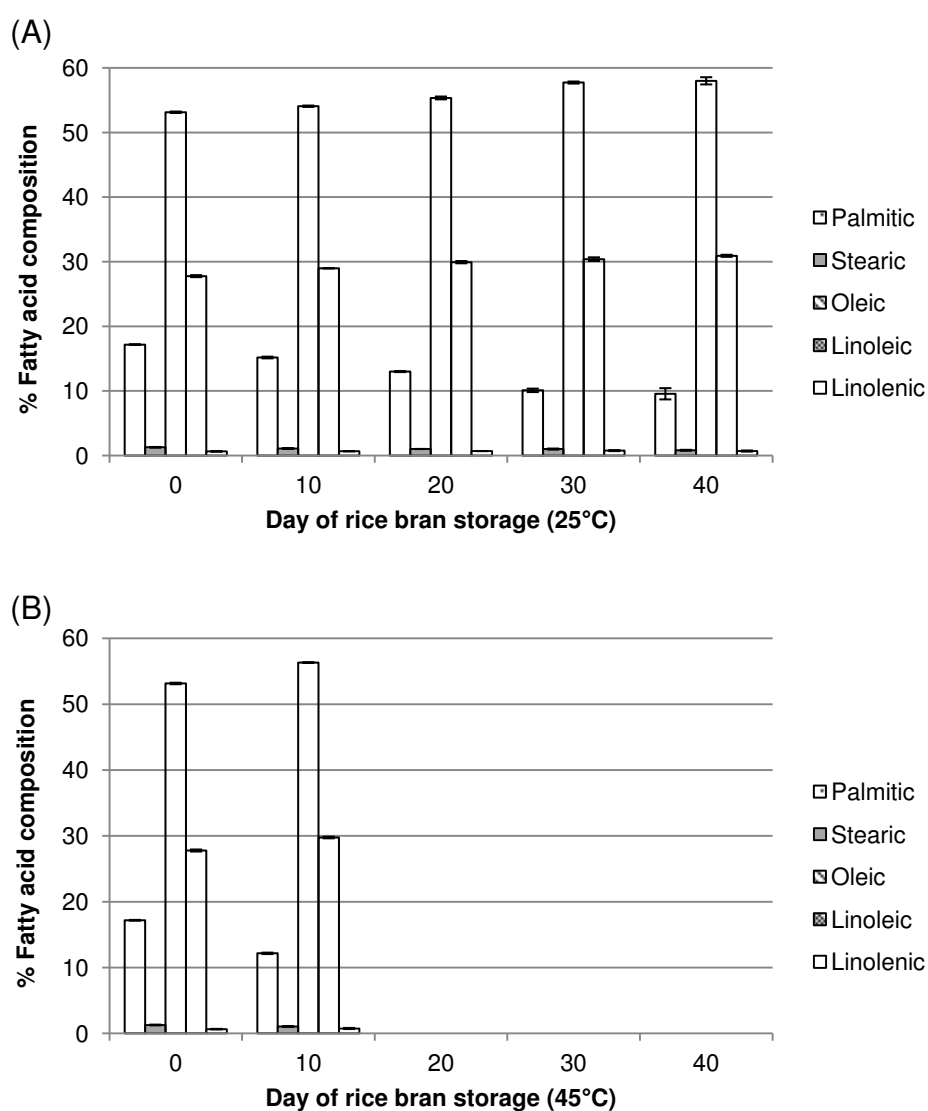 (A)
% Fatty acid composition
60
50
40
30
20
10
0
0 10 20 30 40
Day of rice bran storage (25°C)
Palmitic
Stearic
Oleic
Linoleic
Linolenic
(B)
% Fatty acid composition
60
50
40
30
20
10
0
0 10 20 30 40
Day of rice bran storage (45°C)
Palmitic
Stearic
Oleic
Linoleic
Linolenic